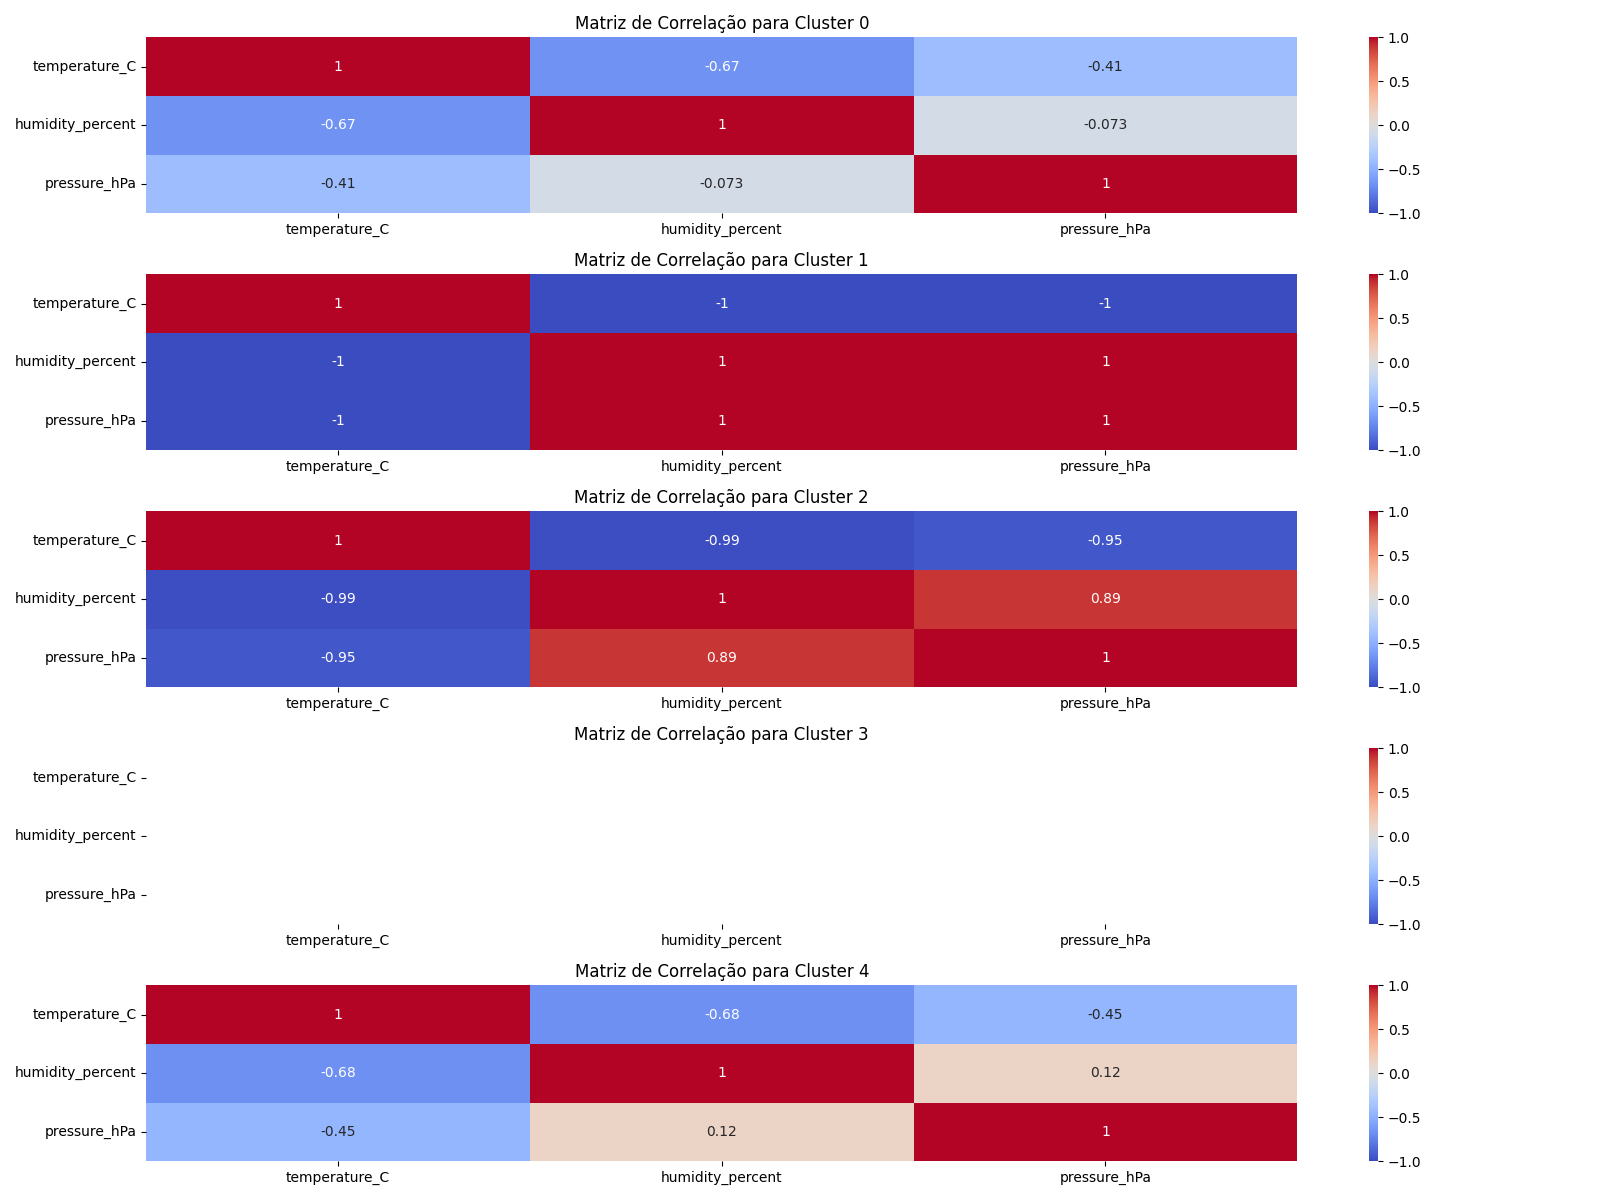 Matriz de Correlação para Cluster 0
temperature_C 1 -0.67 -0.41
humidity_percent -0.67 1 -0.073
pressure_hPa -0.41 -0.073 1
temperature_C humidity_percent pressure_hPa
1.0
0.5
0.0
−0.5
−1.0
Matriz de Correlação para Cluster 1
temperature_C 1 -1 -1
humidity_percent -1 1 1
pressure_hPa -1 1 1
temperature_C humidity_percent pressure_hPa
1.0
0.5
0.0
−0.5
−1.0
Matriz de Correlação para Cluster 2
temperature_C 1 -0.99 -0.95
humidity_percent -0.99 1 0.89
pressure_hPa -0.95 0.89 1
temperature_C humidity_percent pressure_hPa
1.0
0.5
0.0
−0.5
−1.0
Matriz de Correlação para Cluster 3
temperature_C
humidity_percent
pressure_hPa
temperature_C humidity_percent pressure_hPa
1.0
0.5
0.0
−0.5
−1.0
Matriz de Correlação para Cluster 4
temperature_C 1 -0.68 -0.45
humidity_percent -0.68 1 0.12
pressure_hPa -0.45 0.12 1
temperature_C humidity_percent pressure_hPa
1.0
0.5
0.0
−0.5
−1.0